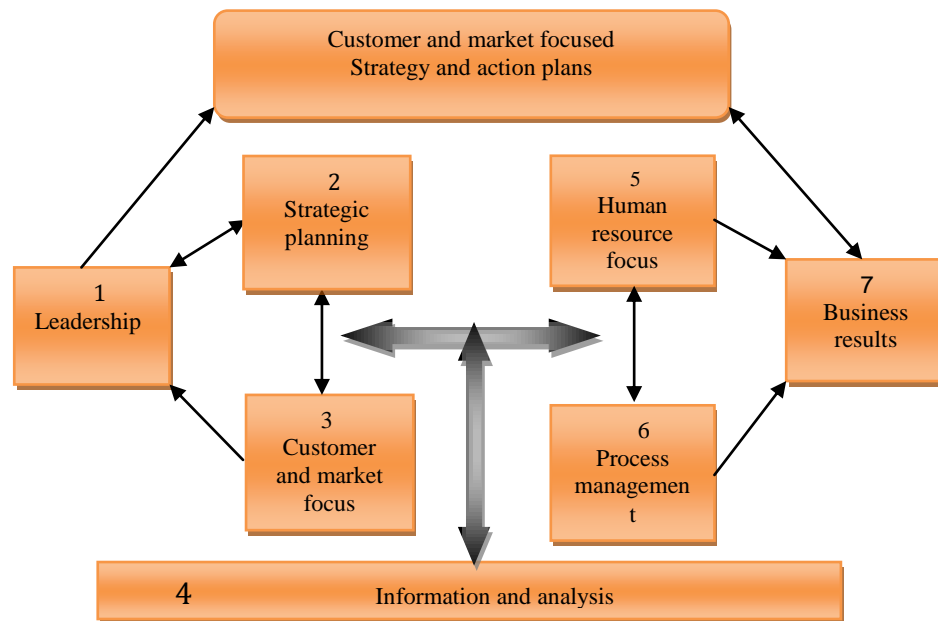 Customer and market focused
Strategy and action plans
2
Strategic
planning
5
Human
resource
focus
1
Leadership
7
Business
results
3
Customer
and market
focus
6
Process
managemen
t
4 Information and analysis